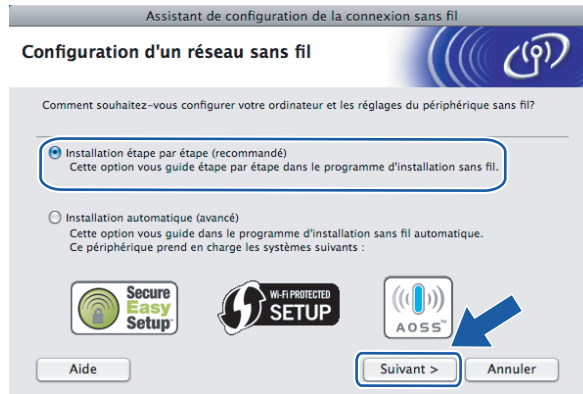 Assistant de configuration de la connexion sans fil
Configuration d'un réseau sans fil
Comment souhaitez-vous configurer votre ordinateur et les réglages du périphérique sans fil?
Installation étape par étape (recommandé)
Cette option vous guide étape par étape dans le programme d'installation sans fil.
Installation automatique (avancé)
Cette option vous guide dans le programme d'installation sans fil automatique.
Ce périphérique prend en charge les systèmes suivants :
Secure
Easy
Setup
Wi-Fi PROTECTED
SETUP
AOSS™
Aide
Suivant >
Annuler